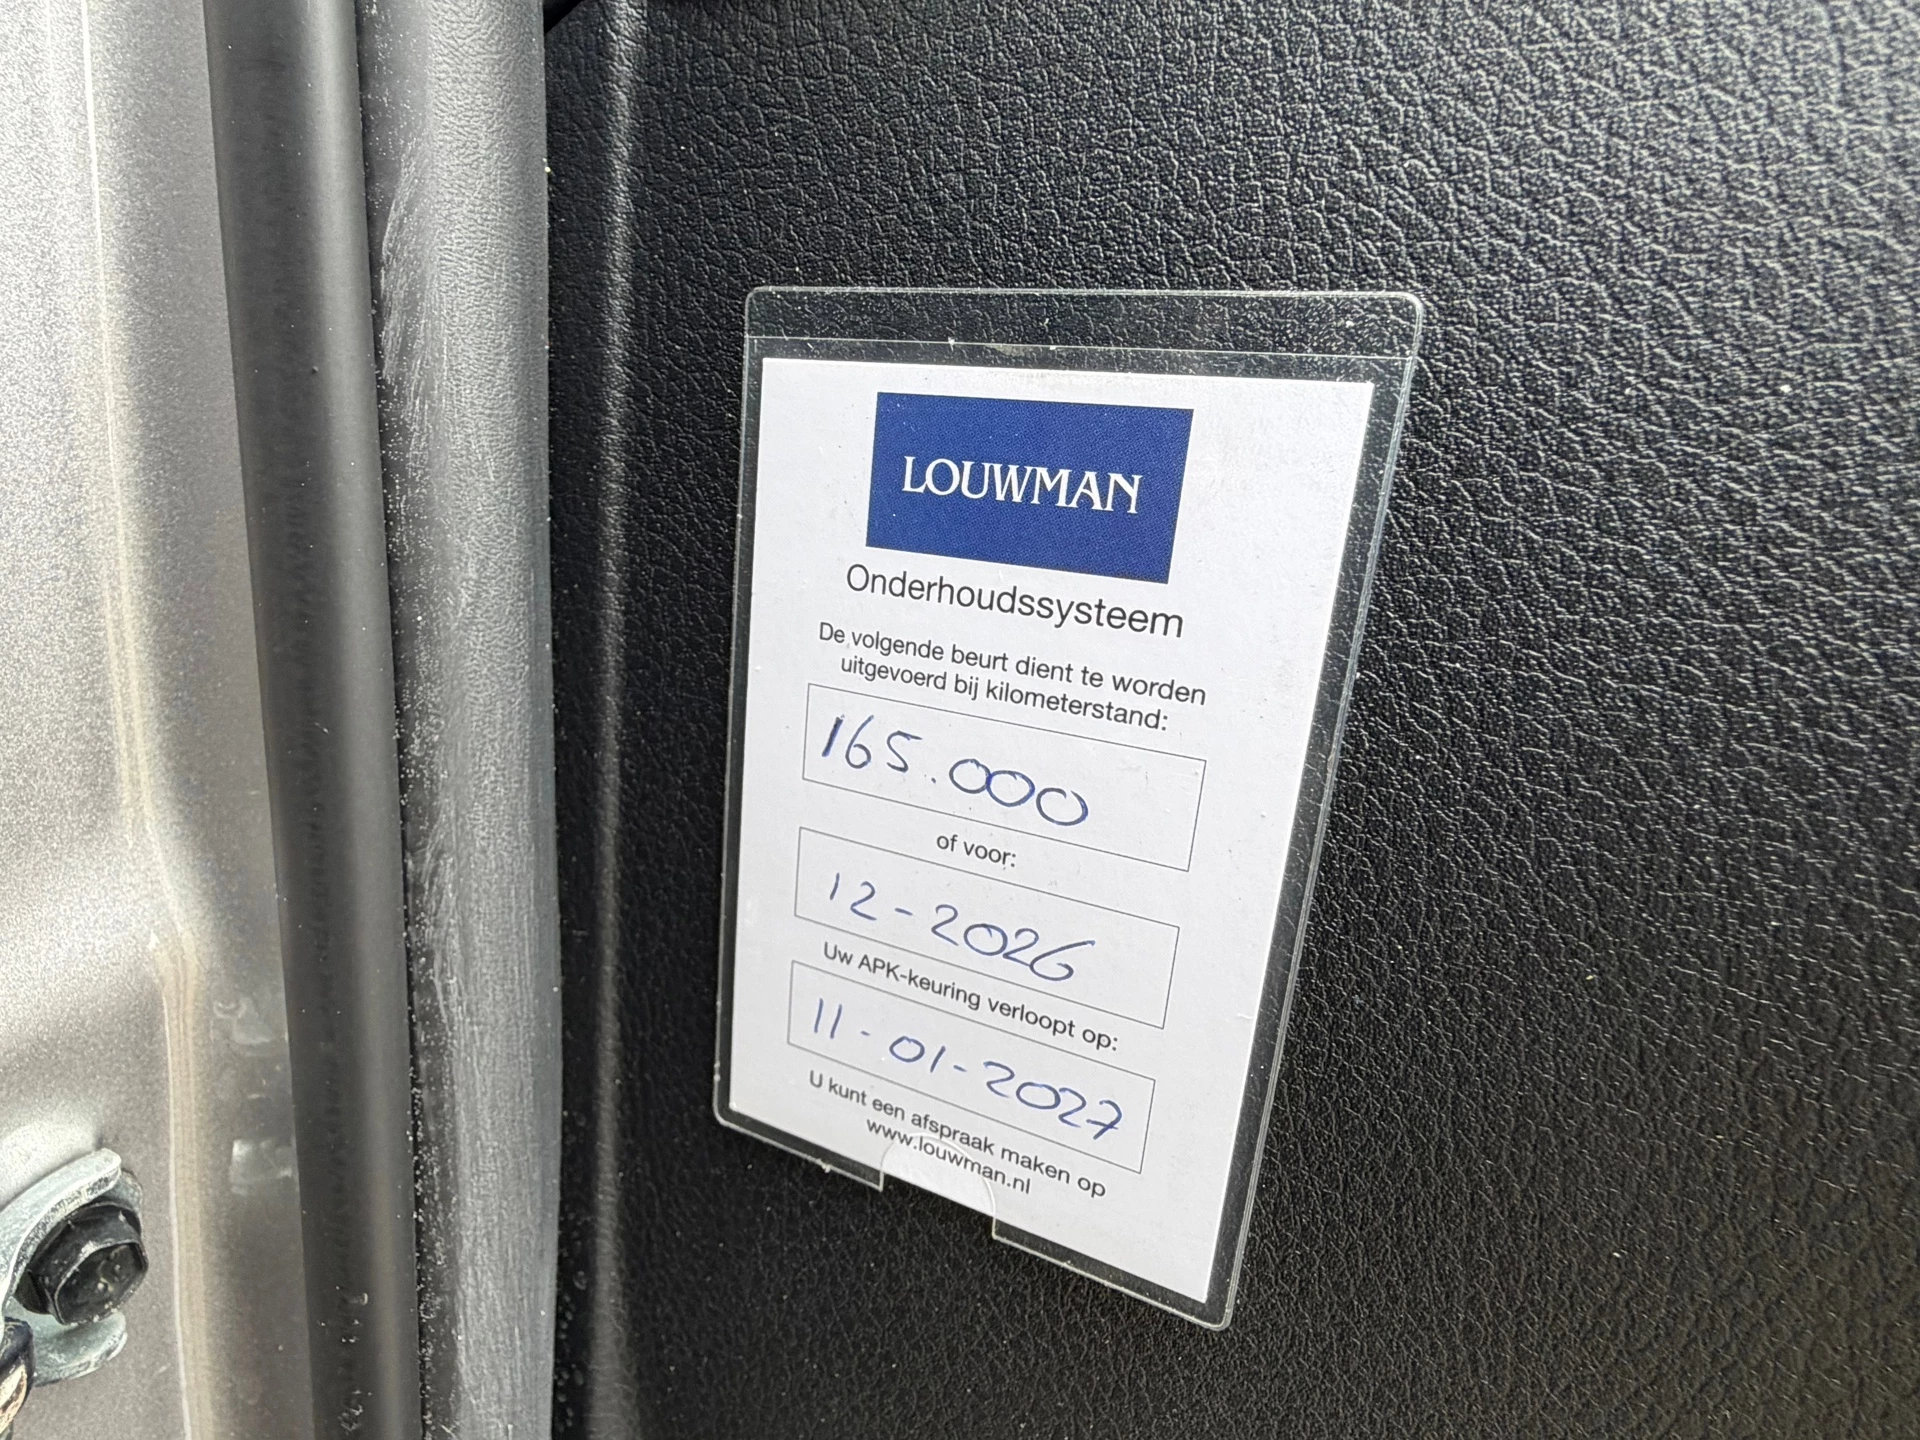 LOUWMAN
Onderhoudssysteem
De volgende beurt dient te worden
uitgevoerd bij kilometerstand:
165.000
of voor:
12-2026
Uw APK-keuring verloopt op:
11-01-2027
U kunt een afspraak maken op
www.louwman.nl